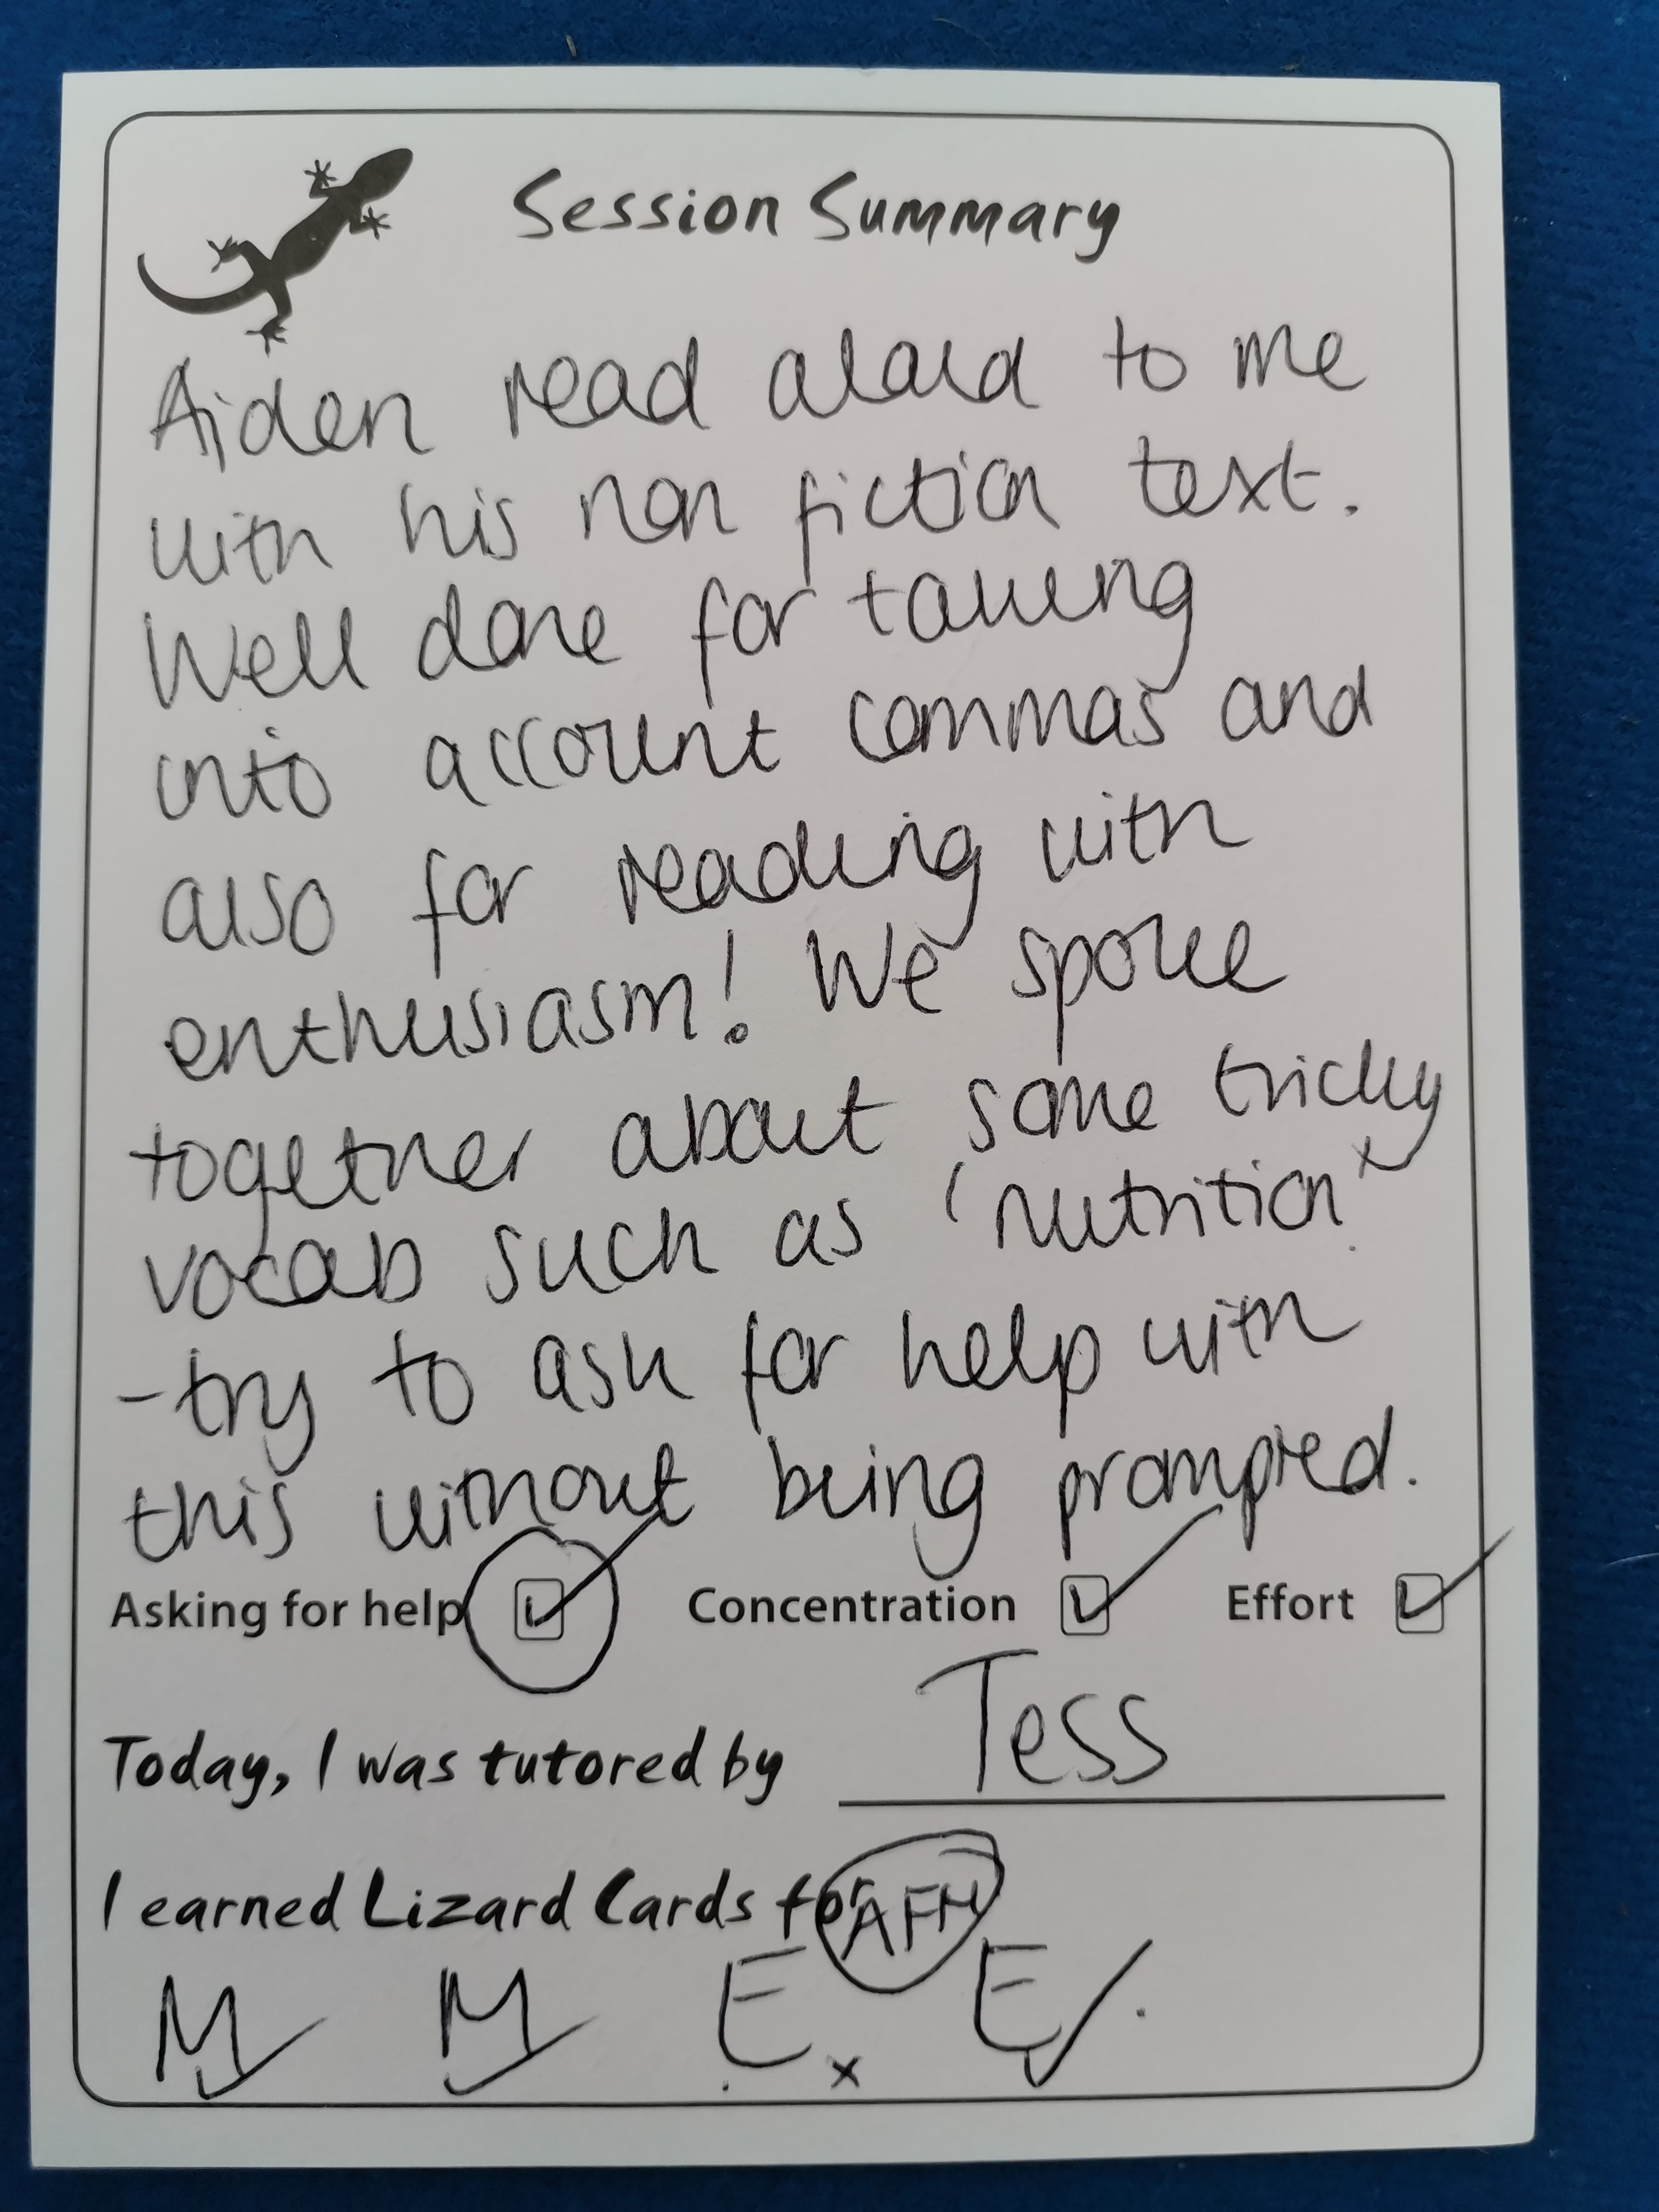 Session Summary
Aiden read aloud to me
with his non fiction text.
Well done for taking
into account commas and
also for reading with
enthusiasm! We spoke
together about some tricky
vocab such as 'nutrition'
-try to ask for help with
this without being prompted.
Asking for help Concentration Effort
Today, I was tutored by Tess
I earned Lizard Cards for AFH
M M E E